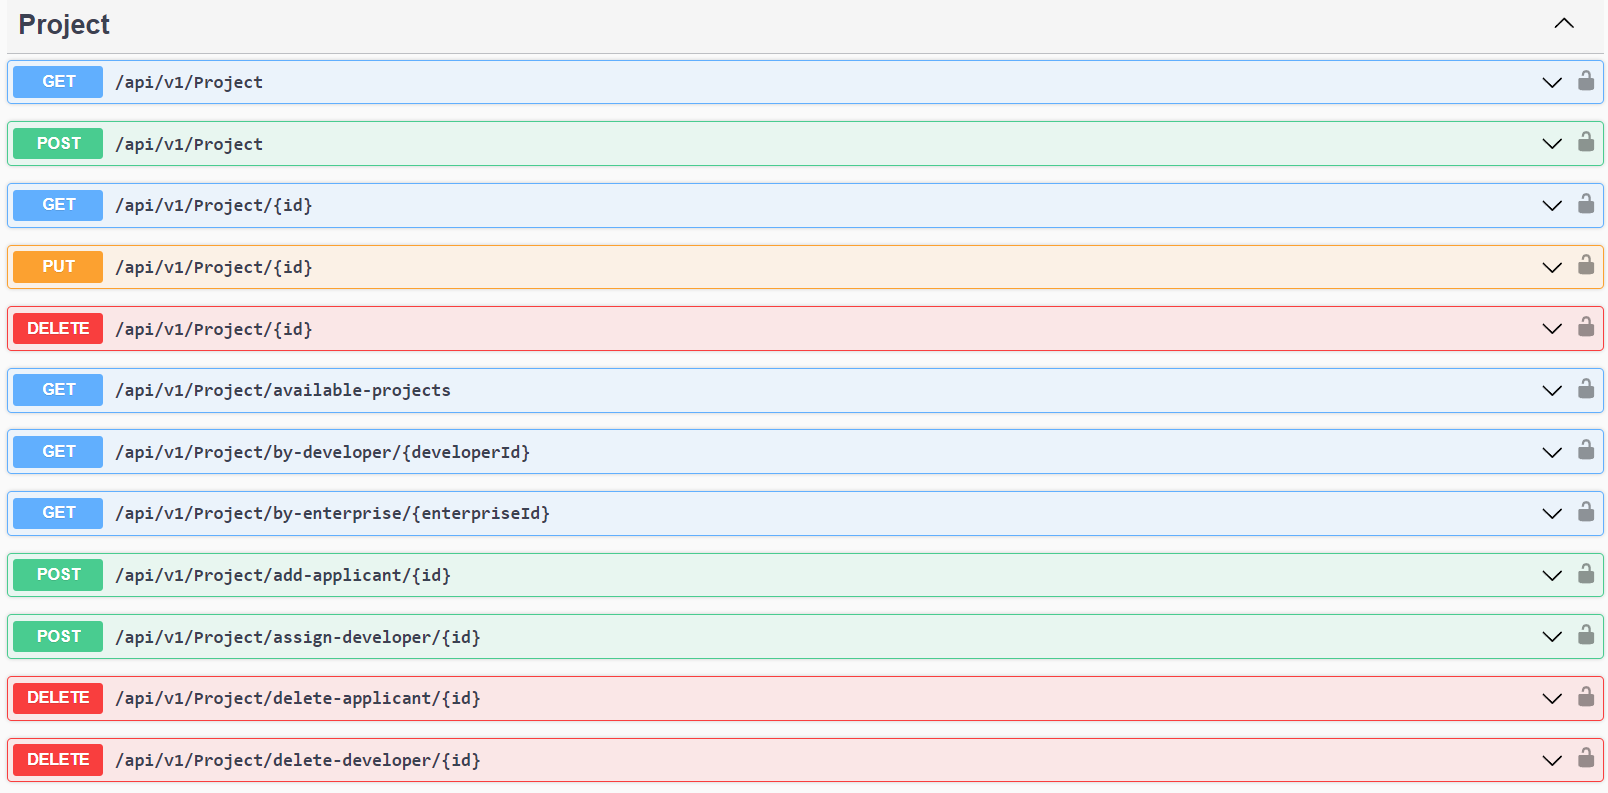 Project
GET /api/v1/Project
POST /api/v1/Project
GET /api/v1/Project/{id}
PUT /api/v1/Project/{id}
DELETE /api/v1/Project/{id}
GET /api/v1/Project/available-projects
GET /api/v1/Project/by-developer/{developerId}
GET /api/v1/Project/by-enterprise/{enterpriseId}
POST /api/v1/Project/add-applicant/{id}
POST /api/v1/Project/assign-developer/{id}
DELETE /api/v1/Project/delete-applicant/{id}
DELETE /api/v1/Project/delete-developer/{id}